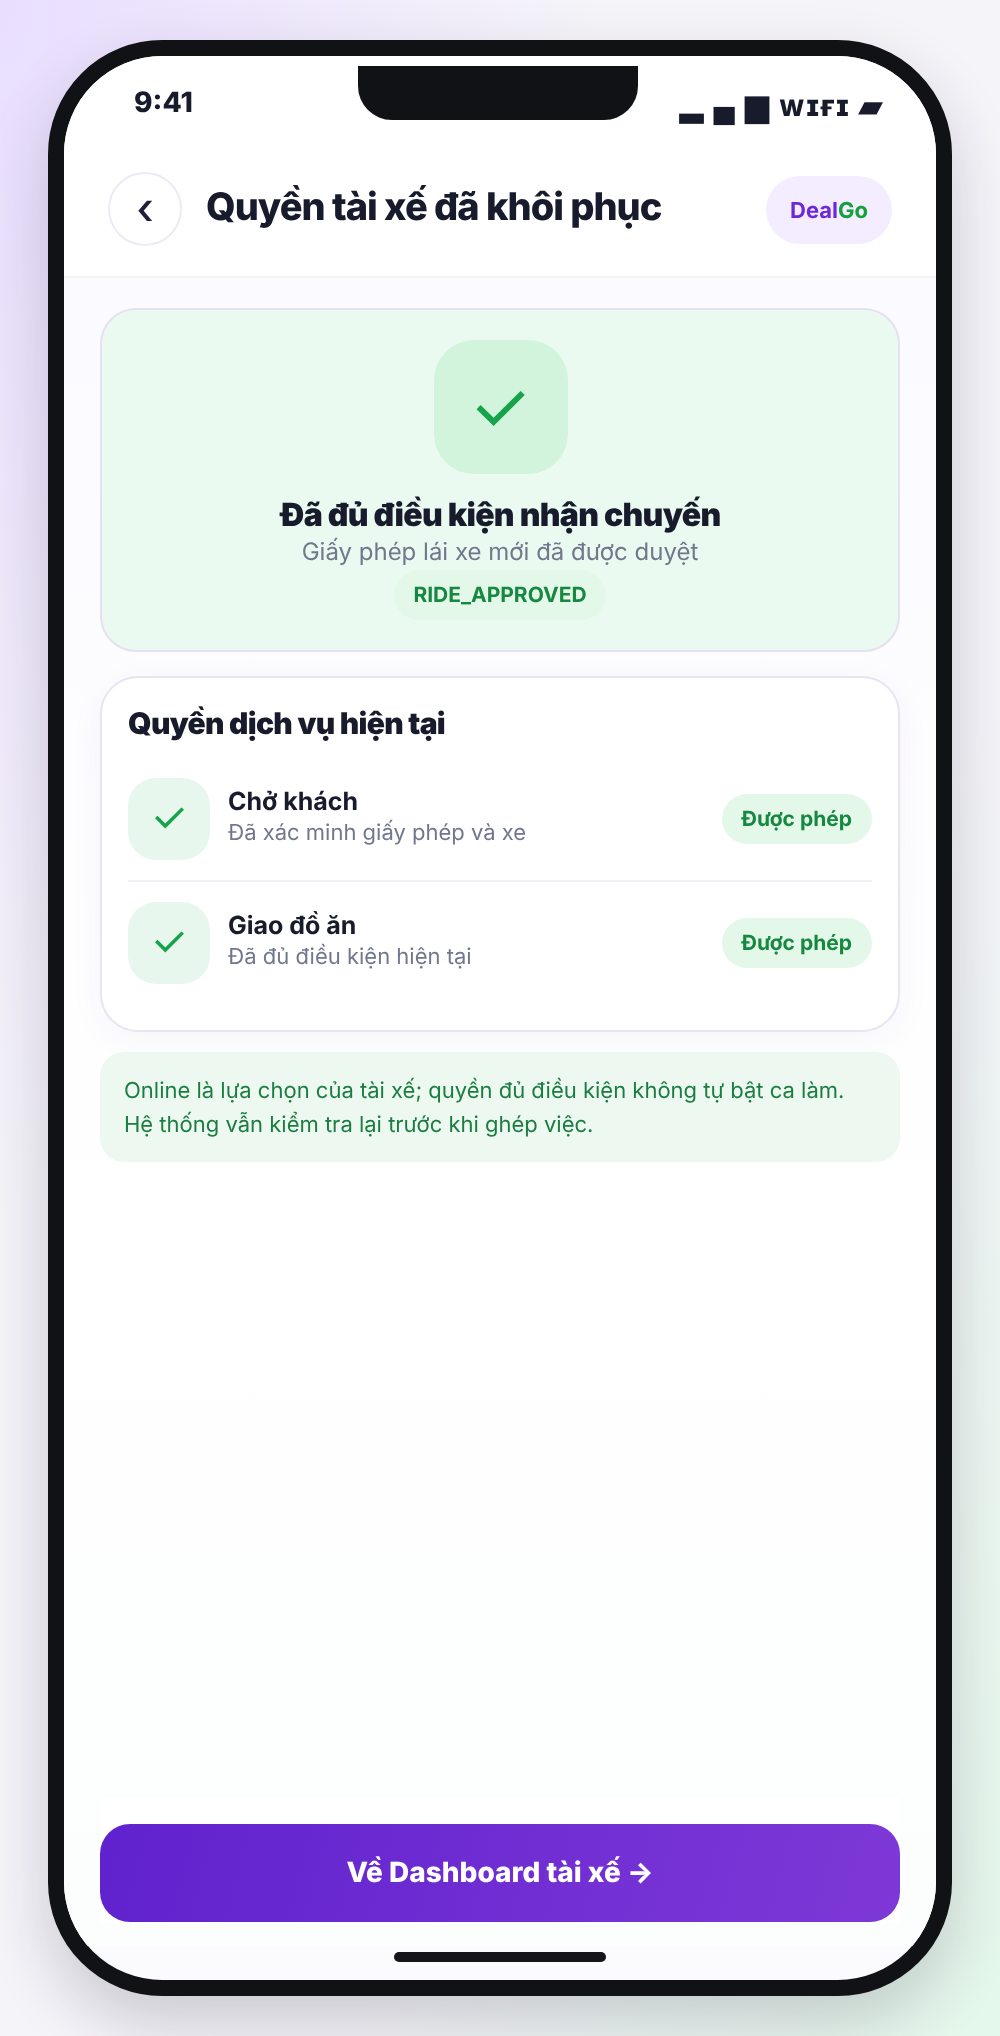 9:41
WIFI
‹
Quyền tài xế đã khôi phục
DealGo
Đã đủ điều kiện nhận chuyến
Giấy phép lái xe mới đã được duyệt
RIDE_APPROVED
Quyền dịch vụ hiện tại
Chở khách
Đã xác minh giấy phép và xe
Được phép
Giao đồ ăn
Đã đủ điều kiện hiện tại
Được phép
Online là lựa chọn của tài xế; quyền đủ điều kiện không tự bật ca làm.
Hệ thống vẫn kiểm tra lại trước khi ghép việc.
Về Dashboard tài xế →